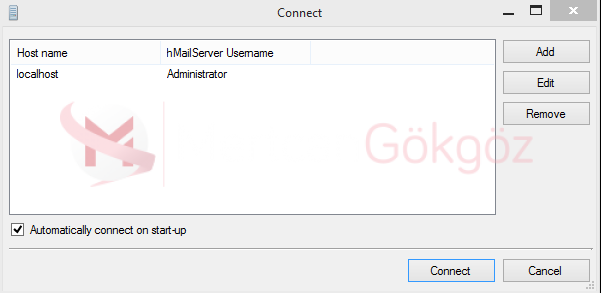 Connect
Host name hMailServer Username
localhost Administrator
Add
Edit
Remove
M Gökgöz
Automatically connect on start-up
Connect Cancel